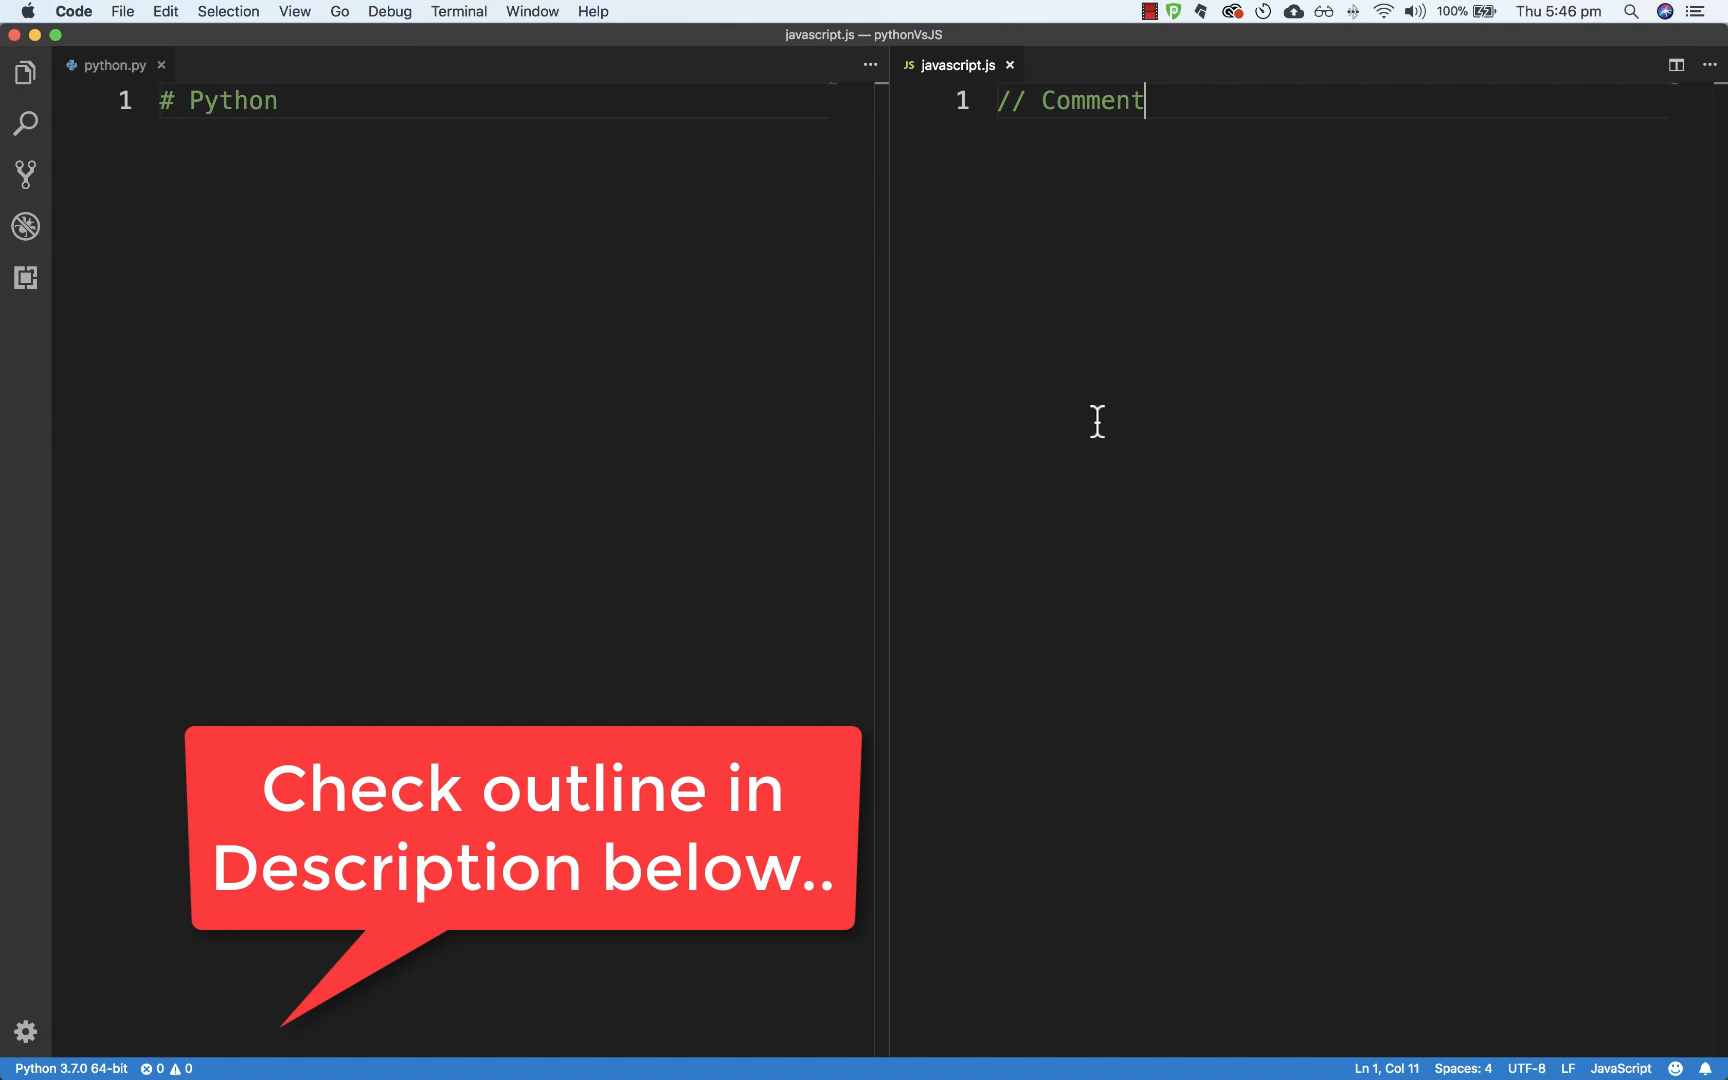 Code File Edit Selection View Go Debug Terminal Window Help 100% Thu 5:46 pm
javascript.js — pythonVsJS
python.py × ··· JS javascript.js × ···
1 # Python
1 // Comment
Check outline in
Description below..
Python 3.7.0 64-bit 0 0 Ln 1, Col 11 Spaces: 4 UTF-8 LF JavaScript